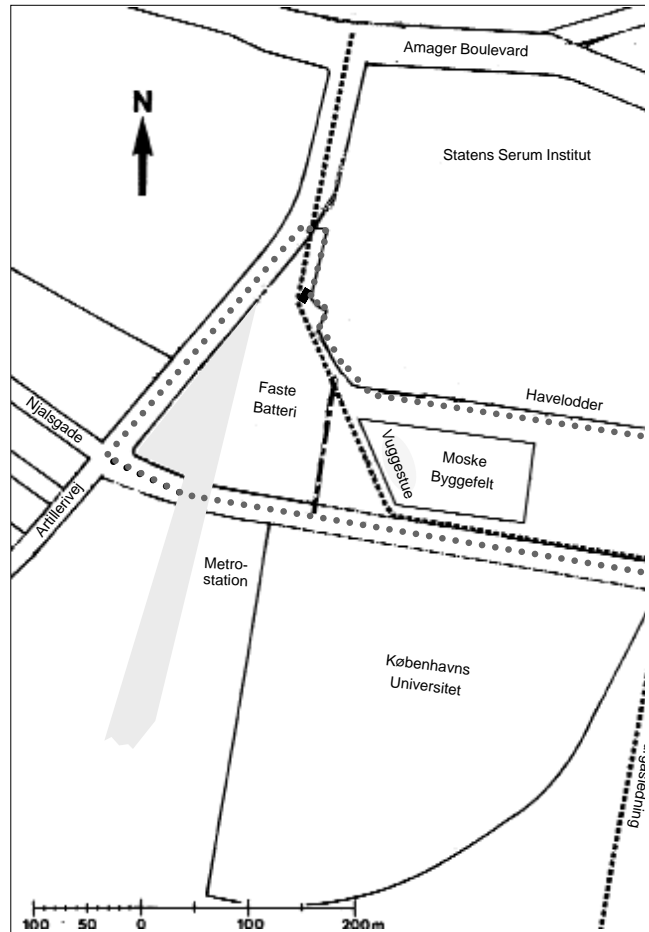 Amager Boulevard
N
Statens Serum Institut
Faste
Batteri
Havelodder
Njalsgade
Vuggestue
Moske
Byggefelt
Artillerivej
Metro-
station
Københavns
Universitet
100 50 0 100 200m